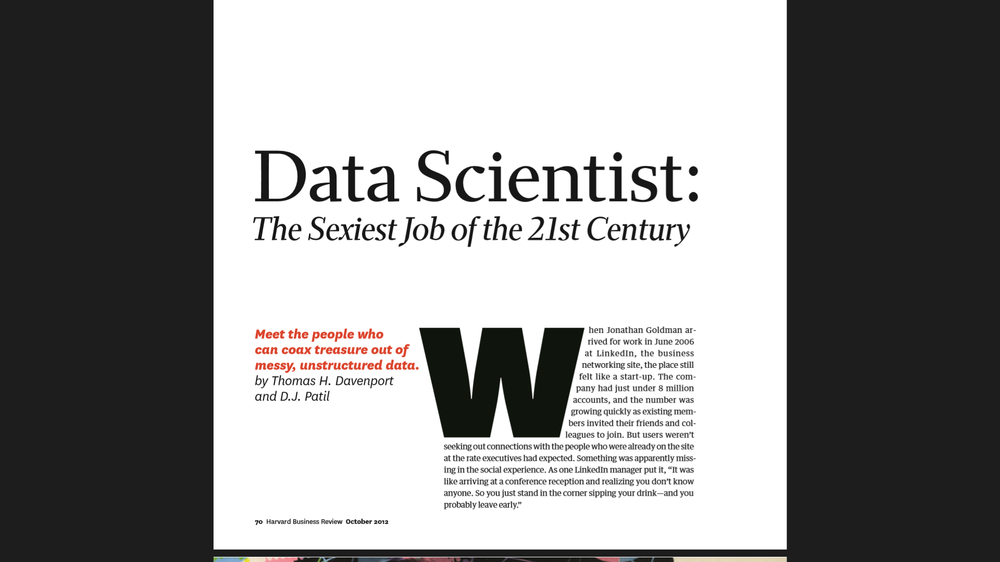 Data Scientist:
The Sexiest Job of the 21st Century
Meet the people who
can coax treasure out of
messy, unstructured data.
by Thomas H. Davenport
and D.J. Patil
When Jonathan Goldman ar-
rived for work in June 2006
at LinkedIn, the business
networking site, the place still
felt like a start-up. The com-
pany had just under 8 million
accounts, and the number was
growing quickly as existing mem-
bers invited their friends and col-
leagues to join. But users weren’t
seeking out connections with the people who were already on the site
at the rate executives had expected. Something was apparently miss-
ing in the social experience. As one LinkedIn manager put it, “It was
like arriving at a conference reception and realizing you don’t know
anyone. So you just stand in the corner sipping your drink—and you
probably leave early.”
70 Harvard Business Review October 2012